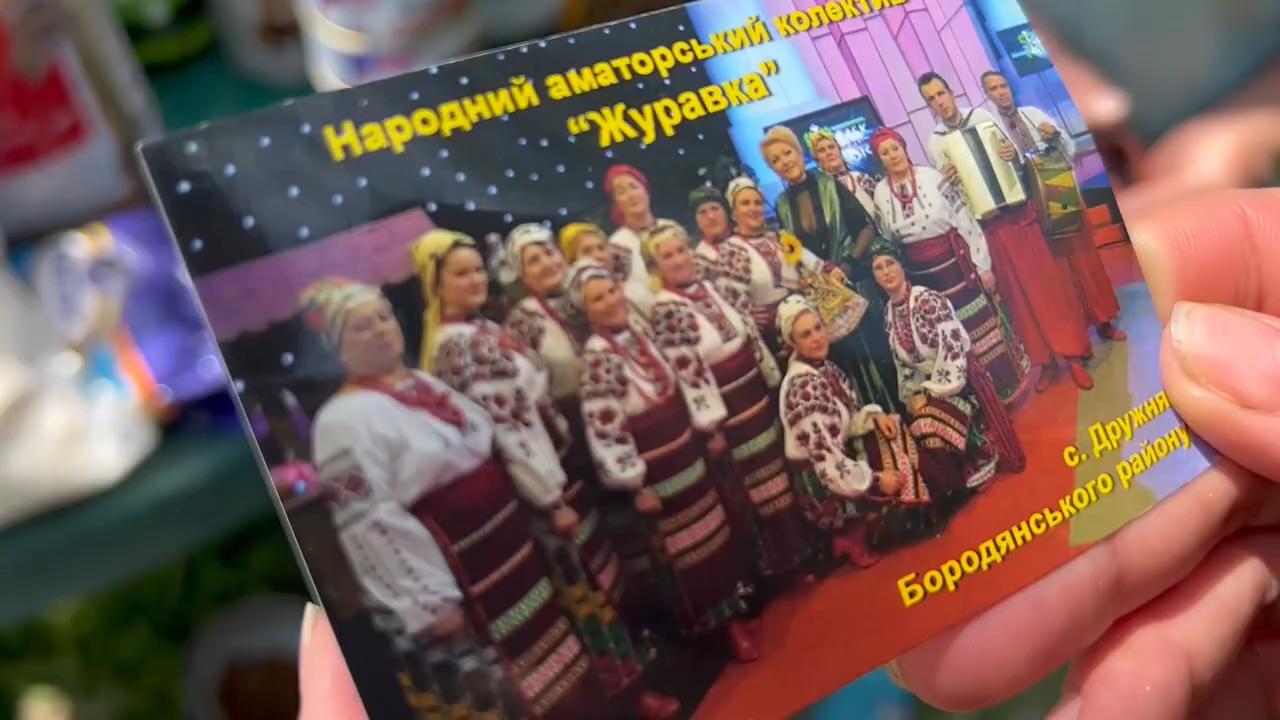 Народний аматорський колектив
“Журавка”
с. Дружня
Бородянського району